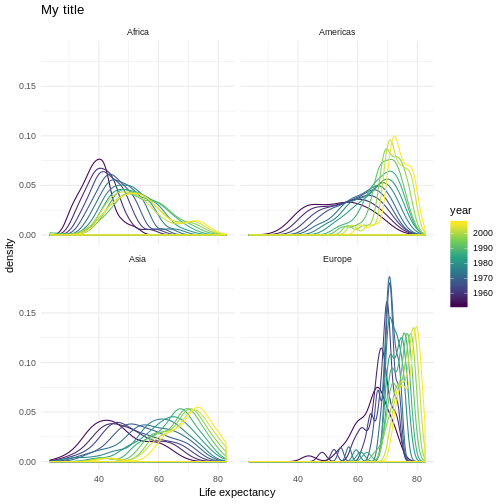 My title
Africa
Americas
0.15
0.10
0.05
0.00
density
Asia
Europe
0.15
0.10
0.05
0.00
40
60
80
40
60
80
Life expectancy
year
2000
1990
1980
1970
1960